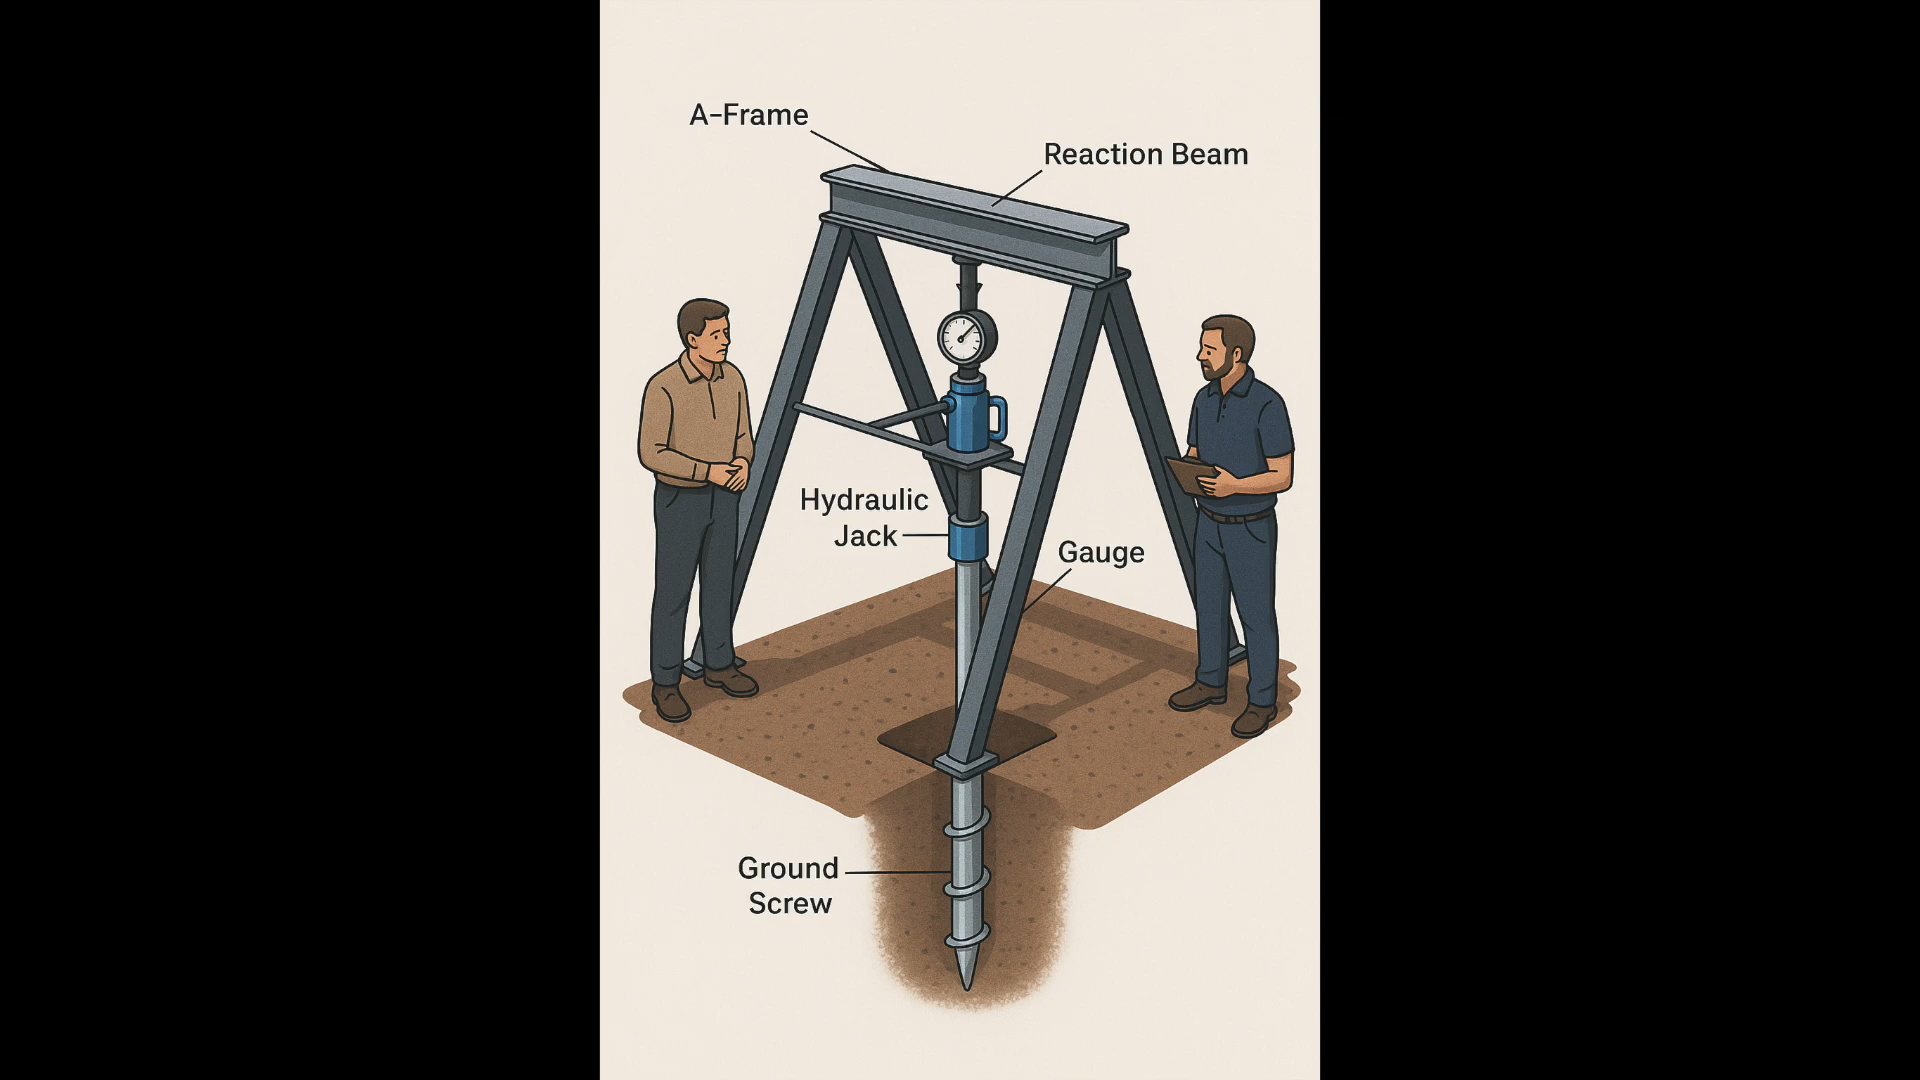 A-Frame
Reaction Beam
Hydraulic
Jack
Gauge
Ground
Screw